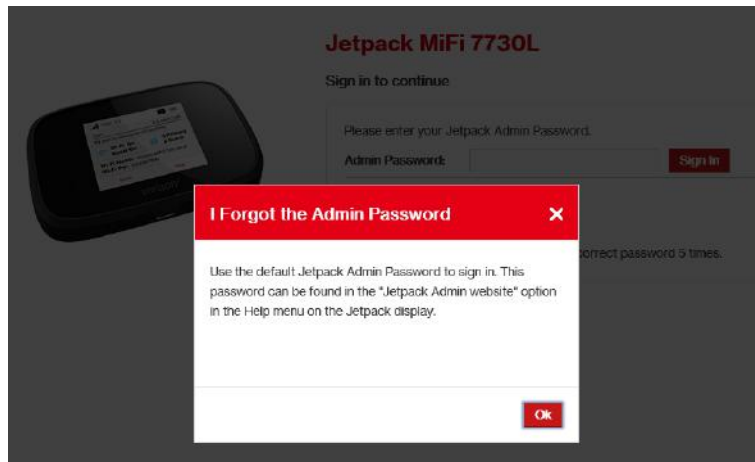 Jetpack MiFi 7730L
Sign in to continue
Please enter your Jetpack Admin Password.
Admin Password:
Sign In
I Forgot the Admin Password
correct password 5 times.
Use the default Jetpack Admin Password to sign in. This
password can be found in the "Jetpack Admin website" option
in the Help menu on the Jetpack display.
Ok
verizon